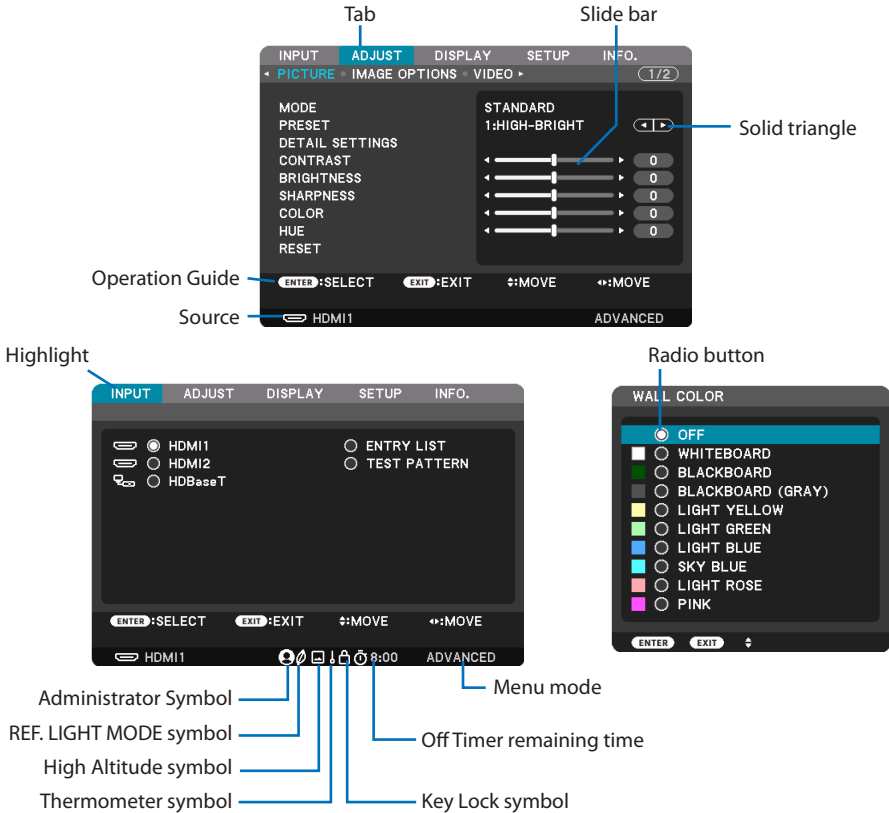 Tab
Slide bar
INPUT ADJUST DISPLAY SETUP INFO.
PICTURE IMAGE OPTIONS VIDEO 1/2
MODE STANDARD
PRESET 1:HIGH-BRIGHT
Solid triangle
DETAIL SETTINGS
CONTRAST 0
BRIGHTNESS 0
SHARPNESS 0
COLOR 0
HUE 0
RESET
Operation Guide
ENTER :SELECT EXIT :EXIT :MOVE :MOVE
Source
HDMI1 ADVANCED
Highlight
INPUT ADJUST DISPLAY SETUP INFO.
HDMI1 ENTRY LIST
HDMI2 TEST PATTERN
HDBaseT
ENTER :SELECT EXIT :EXIT :MOVE :MOVE
HDMI1 8:00 ADVANCED
Radio button
WALL COLOR
OFF
WHITEBOARD
BLACKBOARD
BLACKBOARD (GRAY)
LIGHT YELLOW
LIGHT GREEN
LIGHT BLUE
SKY BLUE
LIGHT ROSE
PINK
ENTER EXIT
Administrator Symbol
Menu mode
REF. LIGHT MODE symbol
Off Timer remaining time
High Altitude symbol
Thermometer symbol
Key Lock symbol